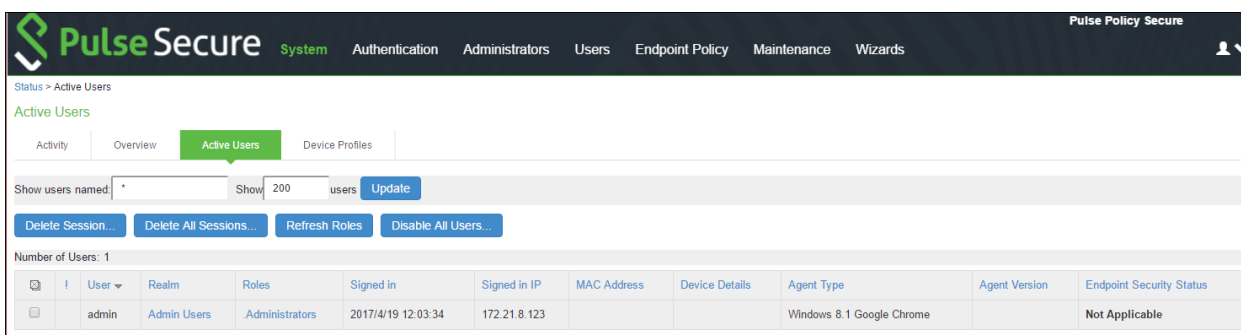 Pulse Policy Secure
Pulse Secure System Authentication Administrators Users Endpoint Policy Maintenance Wizards
Status > Active Users
Active Users
Activity Overview Active Users Device Profiles
Show users named: * Show 200 users Update
Delete Session... Delete All Sessions... Refresh Roles Disable All Users...
Number of Users: 1
! User Realm Roles Signed in Signed in IP MAC Address Device Details Agent Type Agent Version Endpoint Security Status
admin Admin Users .Administrators 2017/4/19 12:03:34 172.21.8.123 Windows 8.1 Google Chrome Not Applicable